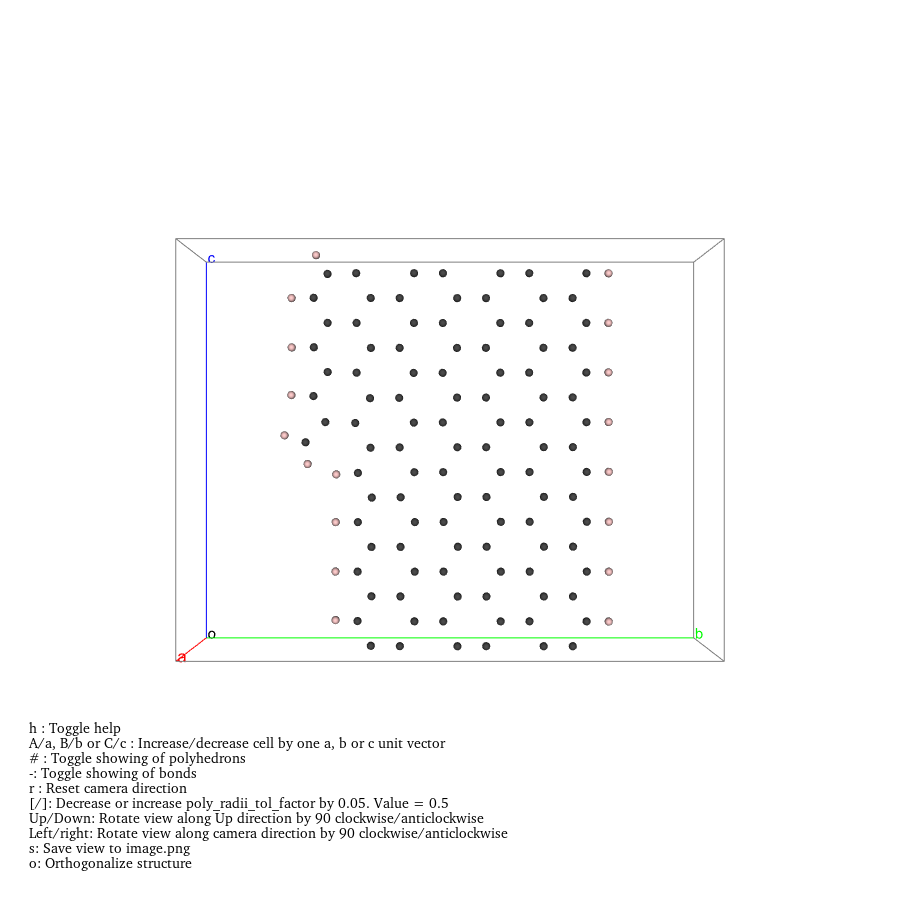 c
o
b
a
h : Toggle help
A/a, B/b or C/c : Increase/decrease cell by one a, b or c unit vector
# : Toggle showing of polyhedrons
-: Toggle showing of bonds
r : Reset camera direction
[/]: Decrease or increase poly_radii_tol_factor by 0.05. Value = 0.5
Up/Down: Rotate view along Up direction by 90 clockwise/anticlockwise
Left/right: Rotate view along camera direction by 90 clockwise/anticlockwise
s: Save view to image.png
o: Orthogonalize structure